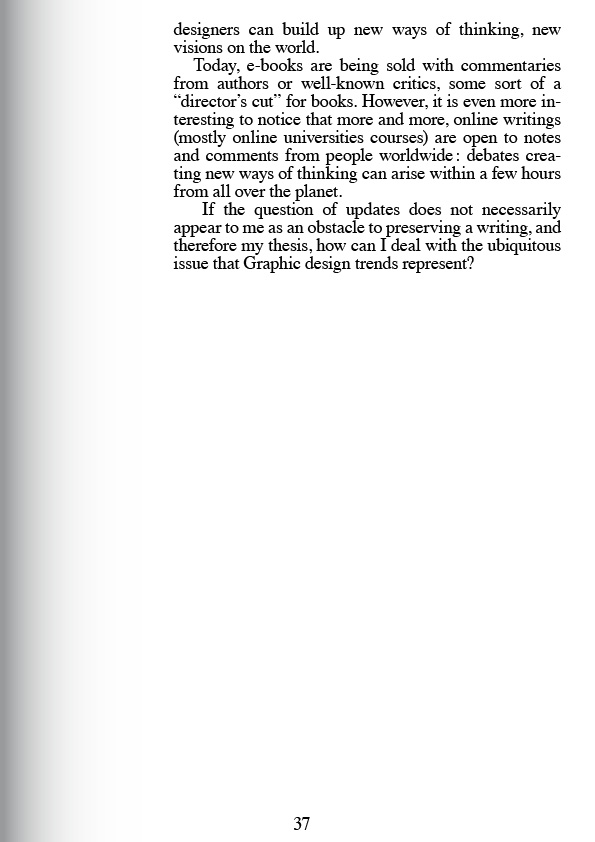 designers can build up new ways of thinking, new
visions on the world.
Today, e-books are being sold with commentaries
from authors or well-known critics, some sort of a
“director’s cut” for books. However, it is even more in-
teresting to notice that more and more, online writings
(mostly online universities courses) are open to notes
and comments from people worldwide : debates crea-
ting new ways of thinking can arise within a few hours
from all over the planet.
If the question of updates does not necessarily
appear to me as an obstacle to preserving a writing, and
therefore my thesis, how can I deal with the ubiquitous
issue that Graphic design trends represent?
37